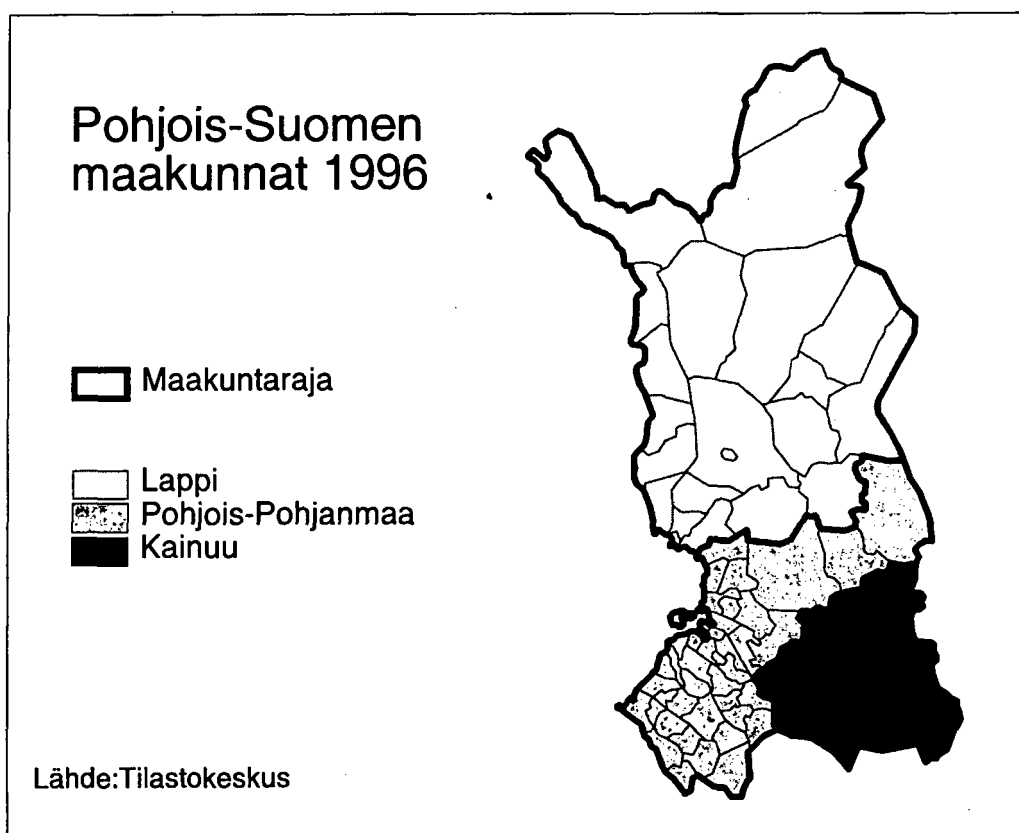 Pohjois-Suomen
maakunnat 1996
Maakuntaraja
Lappi
Pohjois-Pohjanmaa
Kainuu
Lähde:Tilastokeskus